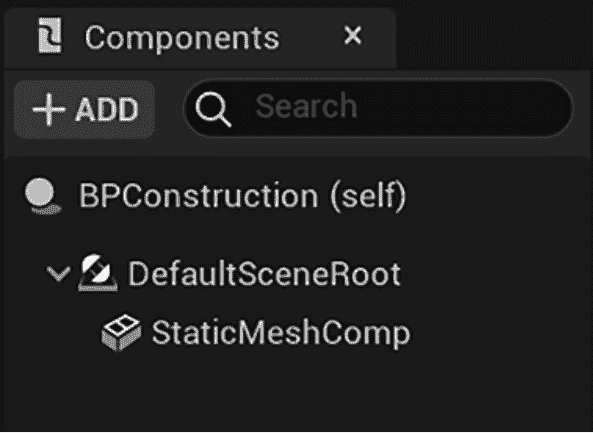 Components
+ ADD
Search
BPConstruction (self)
DefaultSceneRoot
StaticMeshComp